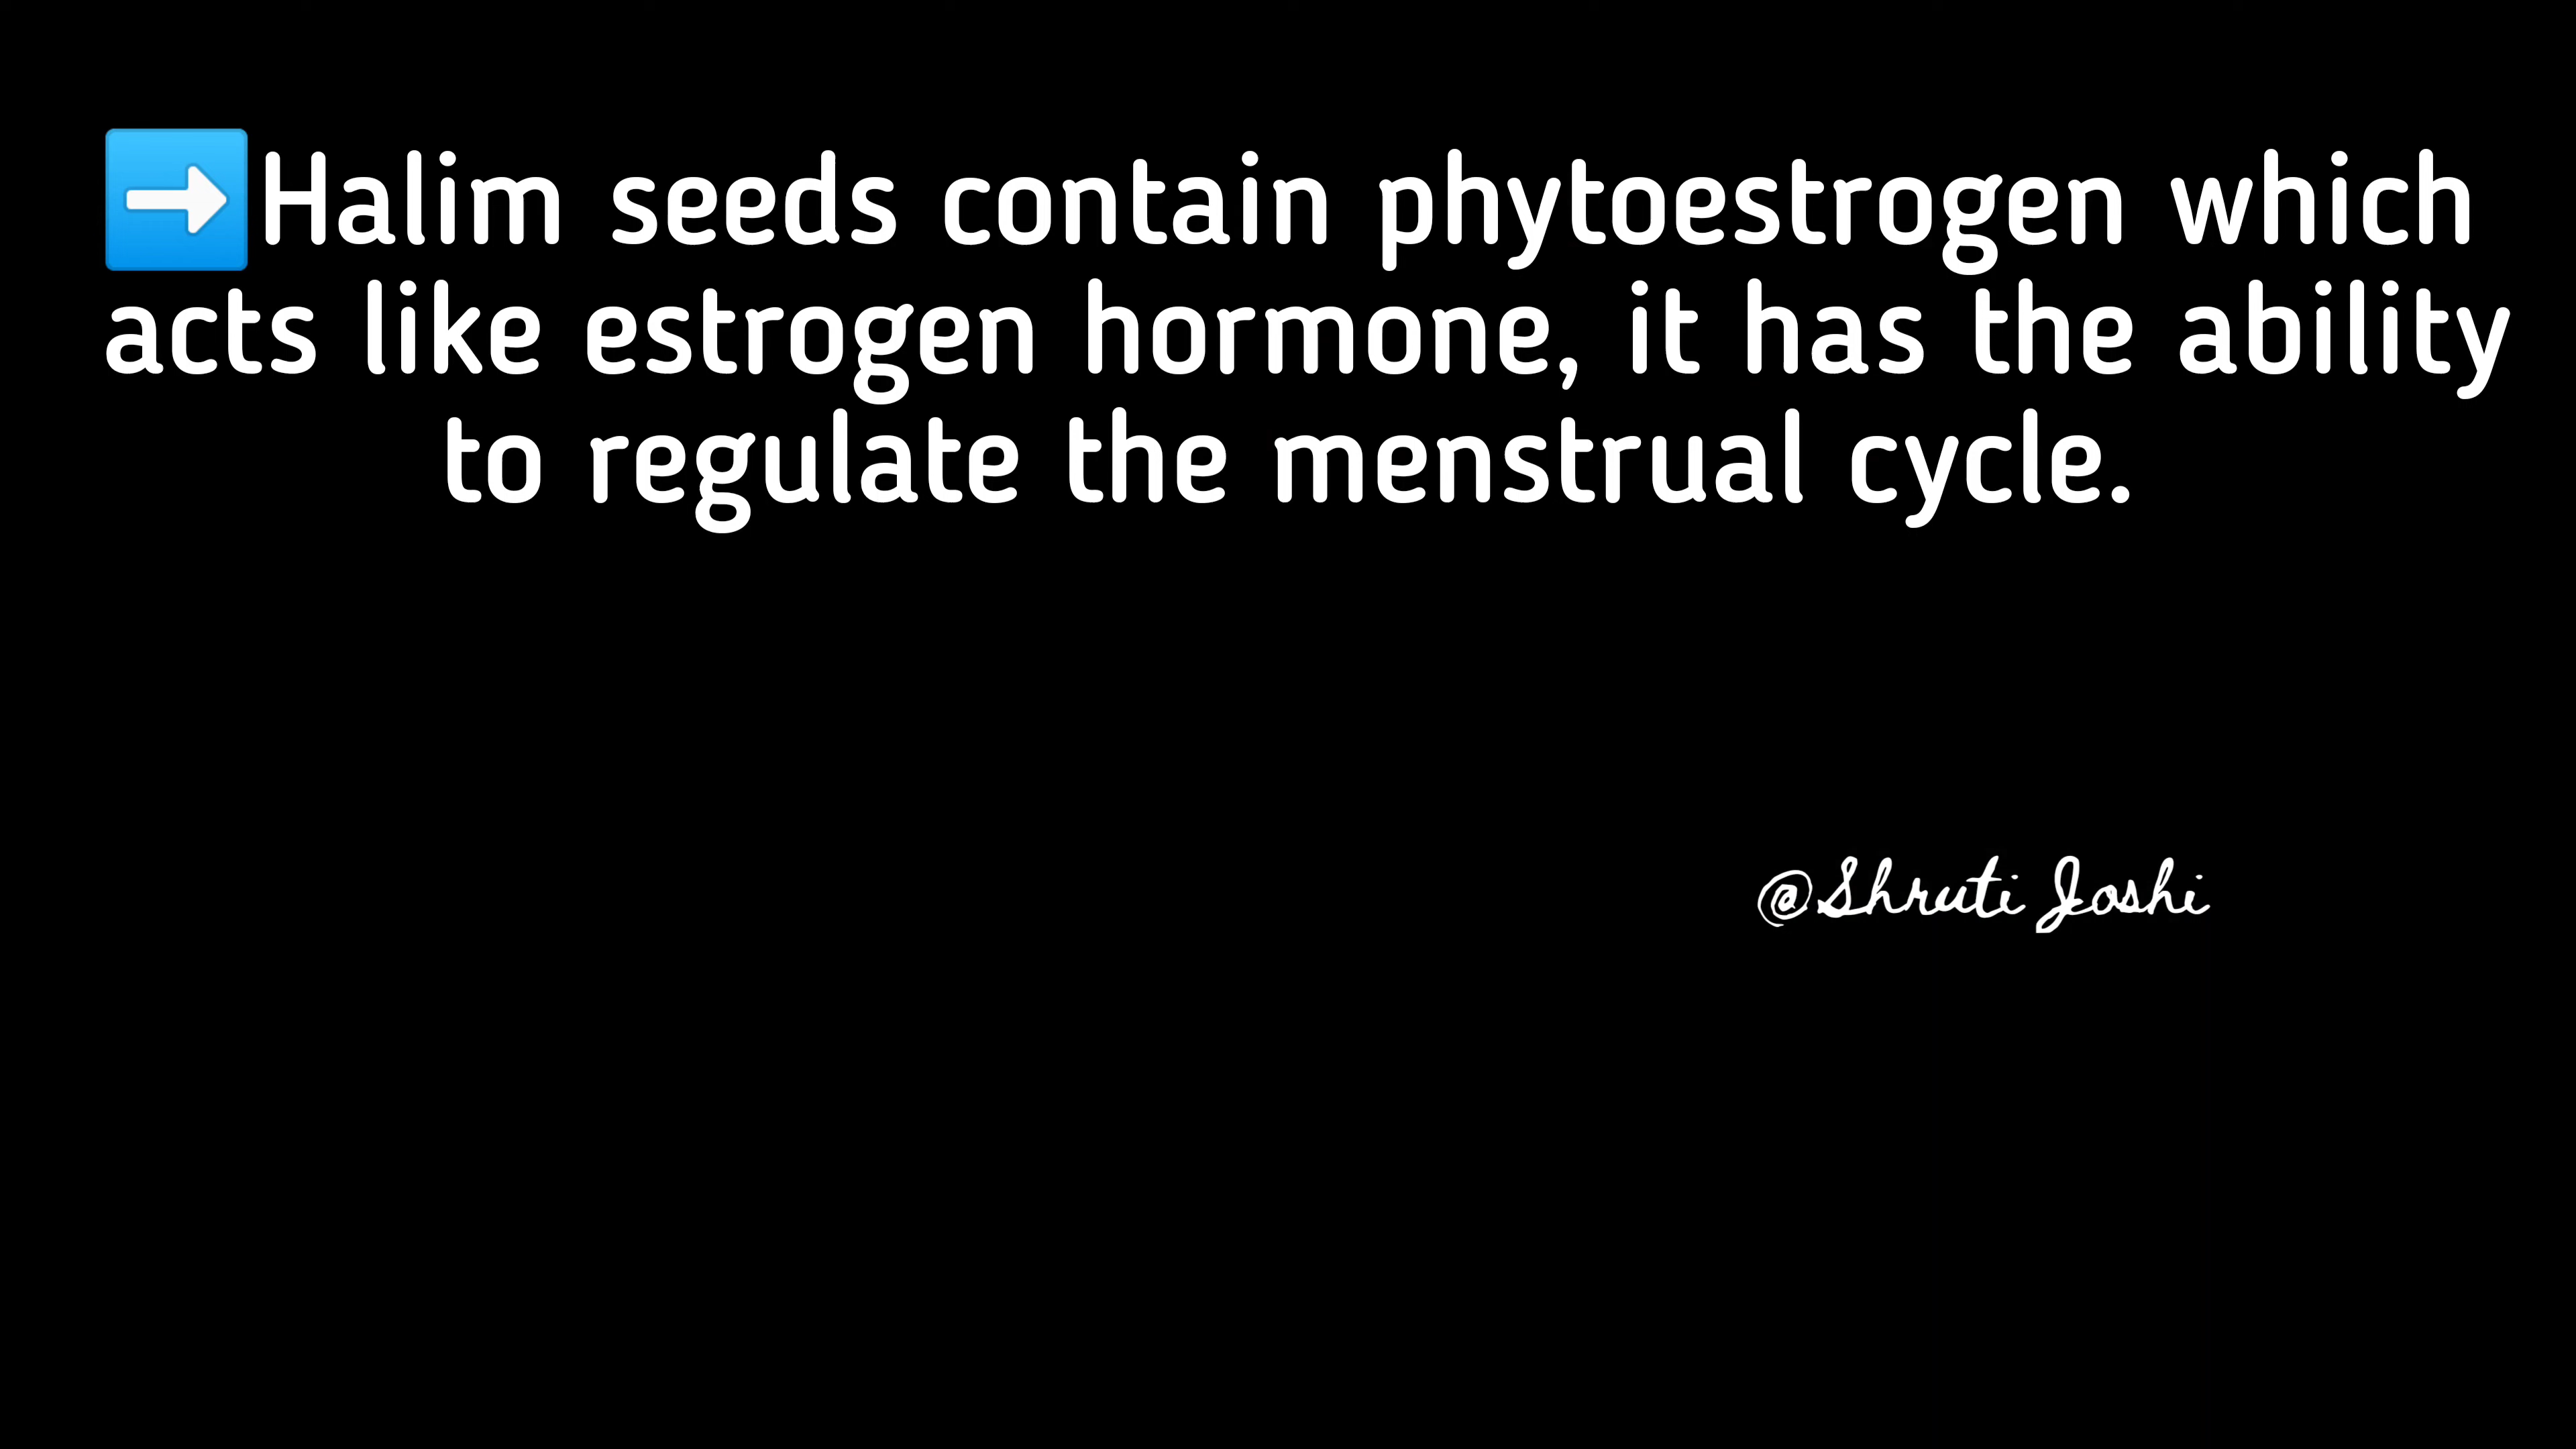 ➡Halim seeds contain phytoestrogen which
acts like estrogen hormone, it has the ability
to regulate the menstrual cycle.
@Shruti Joshi